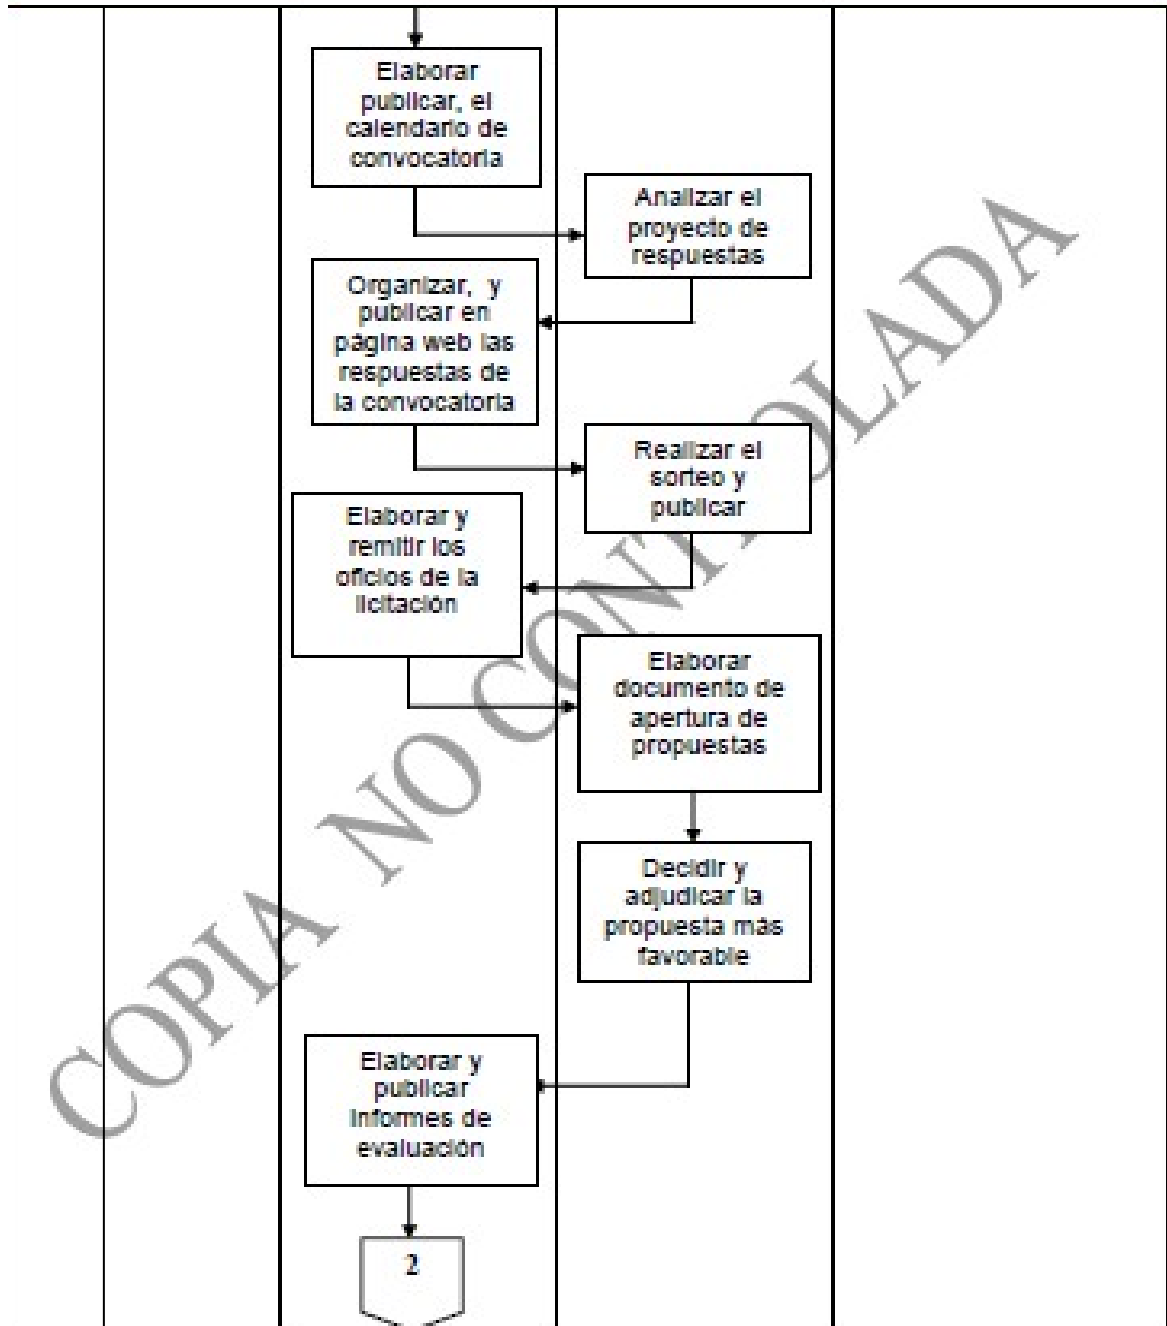 Elaborar
publicar, el
calendario de
convocatoria
Analizar el
proyecto de
respuestas
Organizar, y
publicar en
página web las
respuestas de
la convocatoria
Realizar el
sorteo y
publicar
Elaborar y
remitir los
oficios de la
licitación
Elaborar
documento de
apertura de
propuestas
Decidir y
adjudicar la
propuesta más
favorable
Elaborar y
publicar
informes de
evaluación
2
COPIA NO CONTROLADA